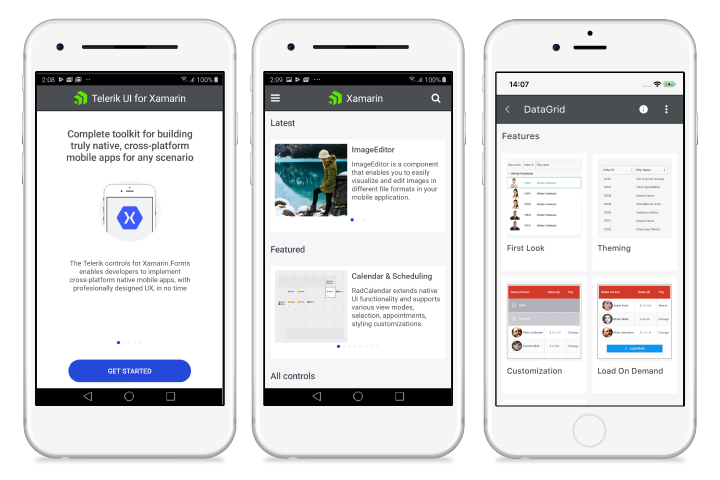 2:08
100%
Telerik UI for Xamarin
Complete toolkit for building
truly native, cross-platform
mobile apps for any scenario
The Telerik controls for Xamarin.Forms
enables developers to implement
cross-platform native mobile apps, with
profesionally designed UX, in no time
GET STARTED
2:09
100%
Xamarin
Latest
ImageEditor
ImageEditor is a component
that enables you to easily
visualize and edit images in
different file formats in your
mobile application.
Featured
Calendar & Scheduling
RadCalendar extends native
UI functionality and supports
various view modes,
selection, appointments,
styling customizations.
All controls
14:07
DataGrid
Features
First Look
Order ID
Ship Name
Theming
Customization
Load On Demand